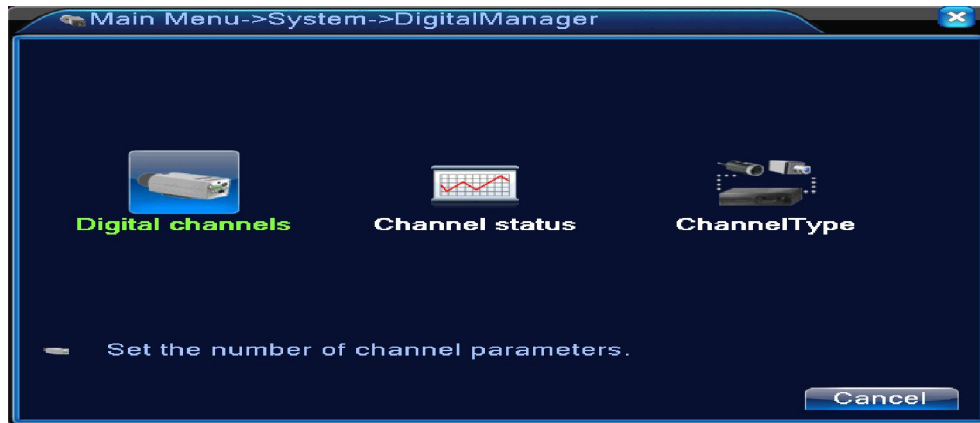 Main Menu->System->DigitalManager
Digital channels
Channel status
ChannelType
Set the number of channel parameters.
Cancel